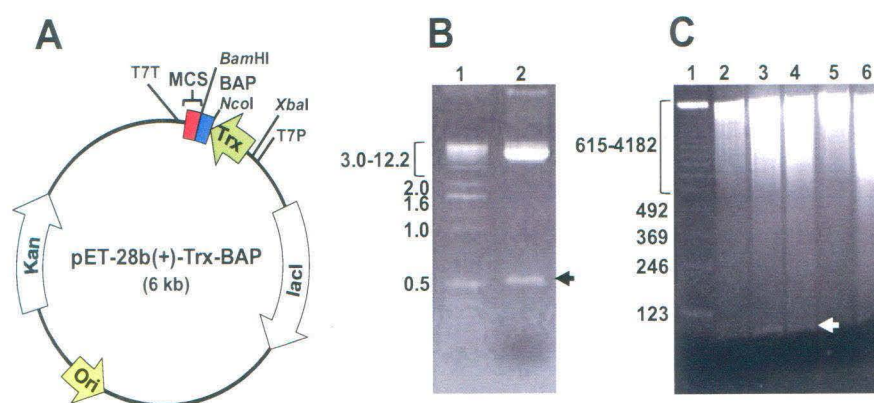 A
BamHI
T7T
MCS
BAP
NcoI
XbaI
Trx
T7P
Kan
pET-28b(+)-Trx-BAP
(6 kb)
lacI
Ori
B
1 2
3.0-12.2
2.0
1.6
1.0
0.5
C
1 2 3 4 5 6
615-4182
492
369
246
123